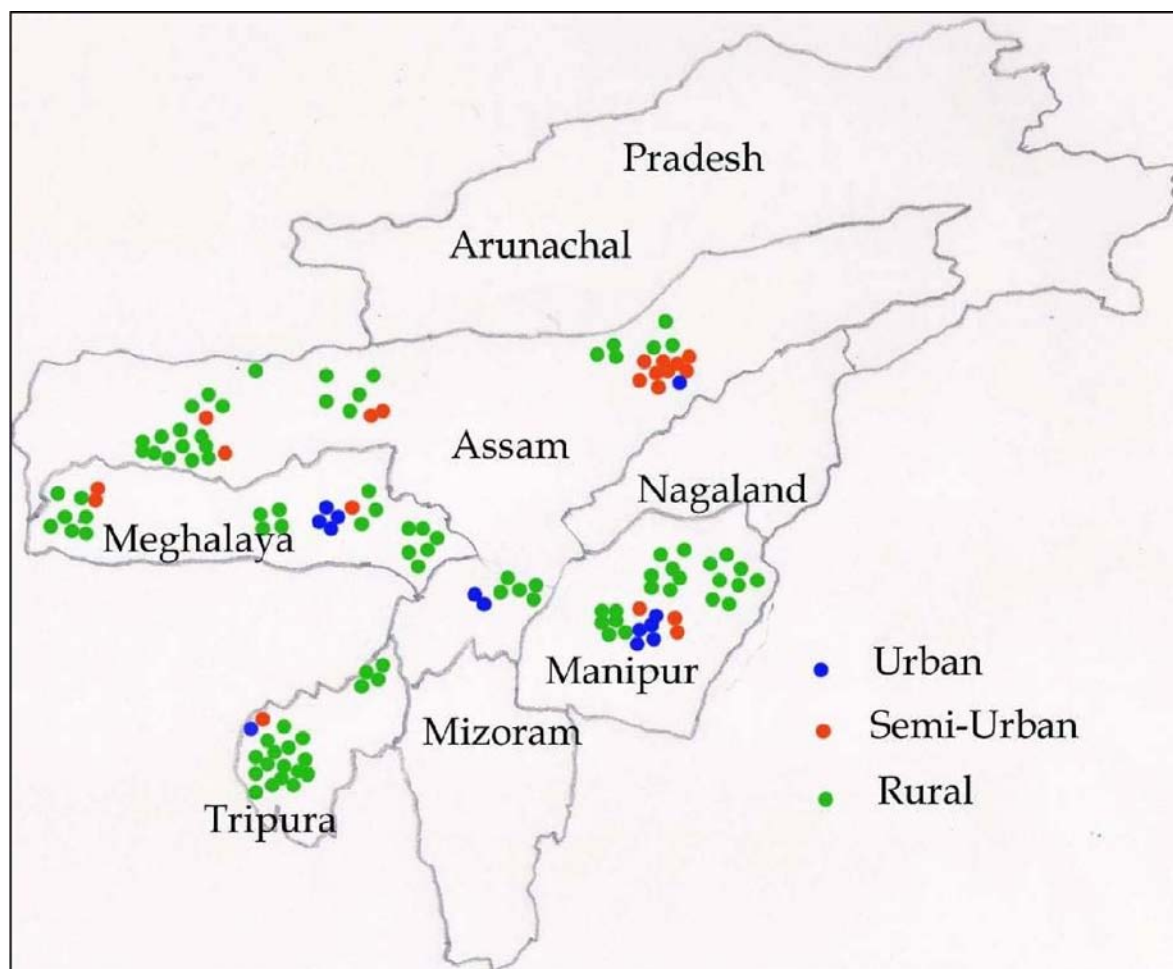 Pradesh
Arunachal
Assam
Nagaland
Meghalaya
Manipur
Mizoram
Tripura
Urban
Semi-Urban
Rural